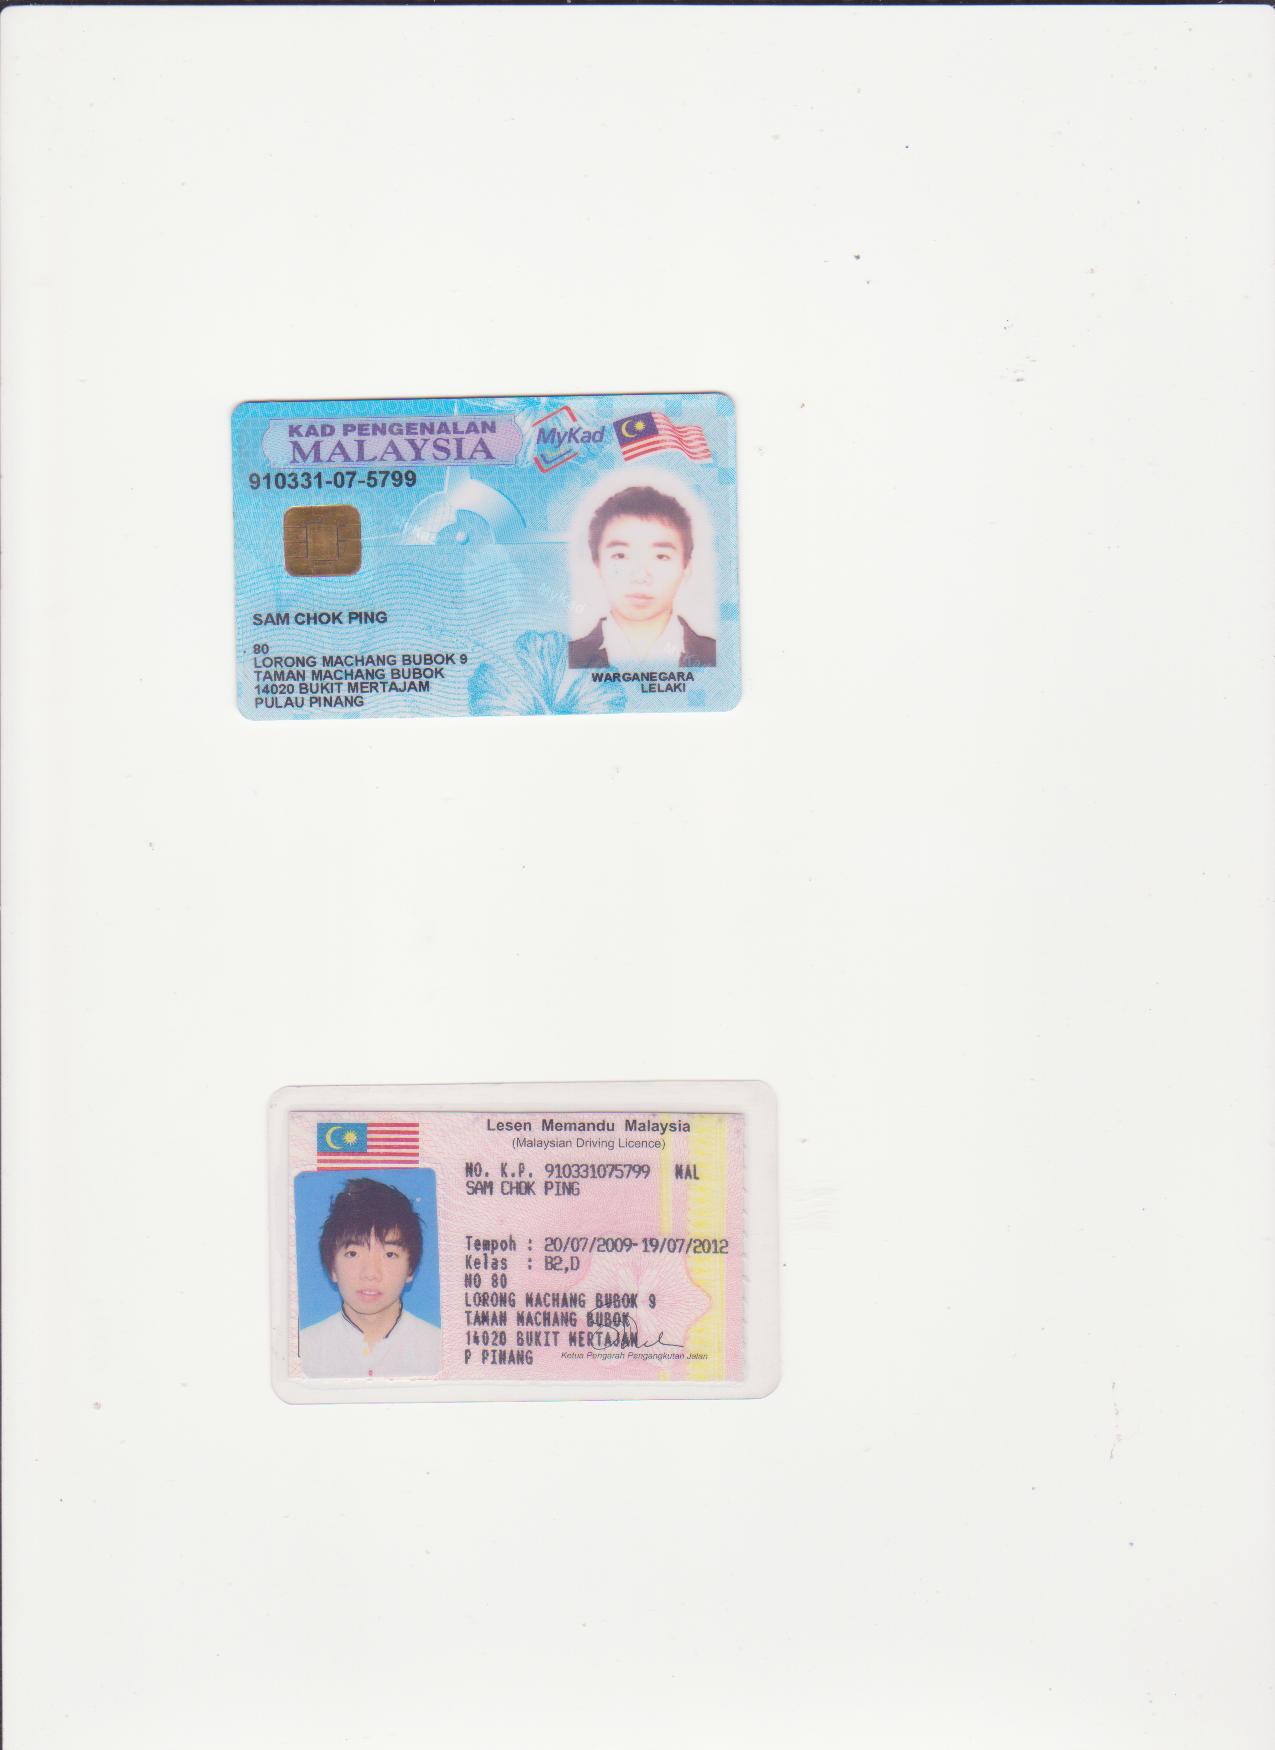 KAD PENGENALAN
MALAYSIA
MyKad
910331-07-5799
SAM CHOK PING
80
LORONG MACHANG BUBOK 9
TAMAN MACHANG BUBOK
14020 BUKIT MERTAJAM
PULAU PINANG
WARGANEGARA
LELAKI
Lesen Memandu Malaysia
(Malaysian Driving Licence)
NO. K.P. 910331075799 MAL
SAM CHOK PING
Tempoh : 20/07/2009-19/07/2012
Kelas : B2,D
NO 80
LORONG MACHANG BUBOK 9
TAMAN MACHANG BUBOK
14020 BUKIT MERTAJAM
P PINANG
Ketua Pengarah Pengangkutan Jalan